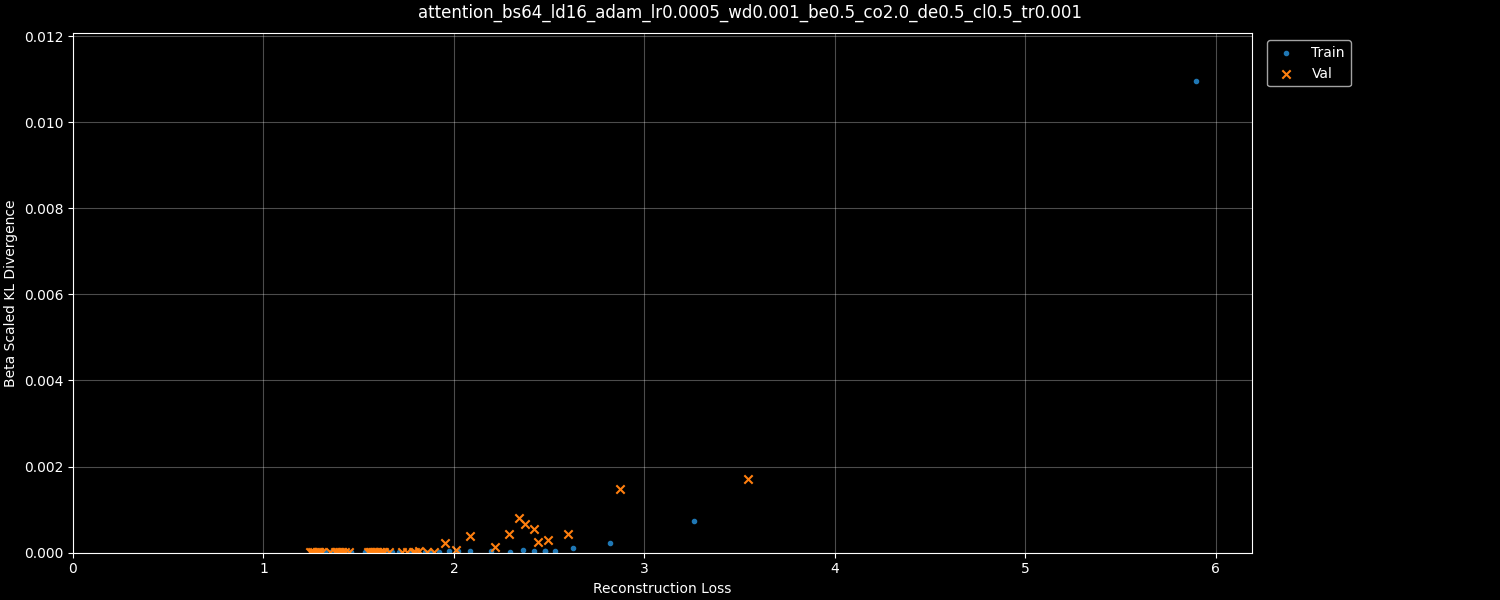 attention_bs64_ld16_adam_lr0.0005_wd0.001_be0.5_co2.0_de0.5_cl0.5_tr0.001
Train
Val
Beta Scaled KL Divergence
0.012
0.010
0.008
0.006
0.004
0.002
0.000
0 1 2 3 4 5 6
Reconstruction Loss